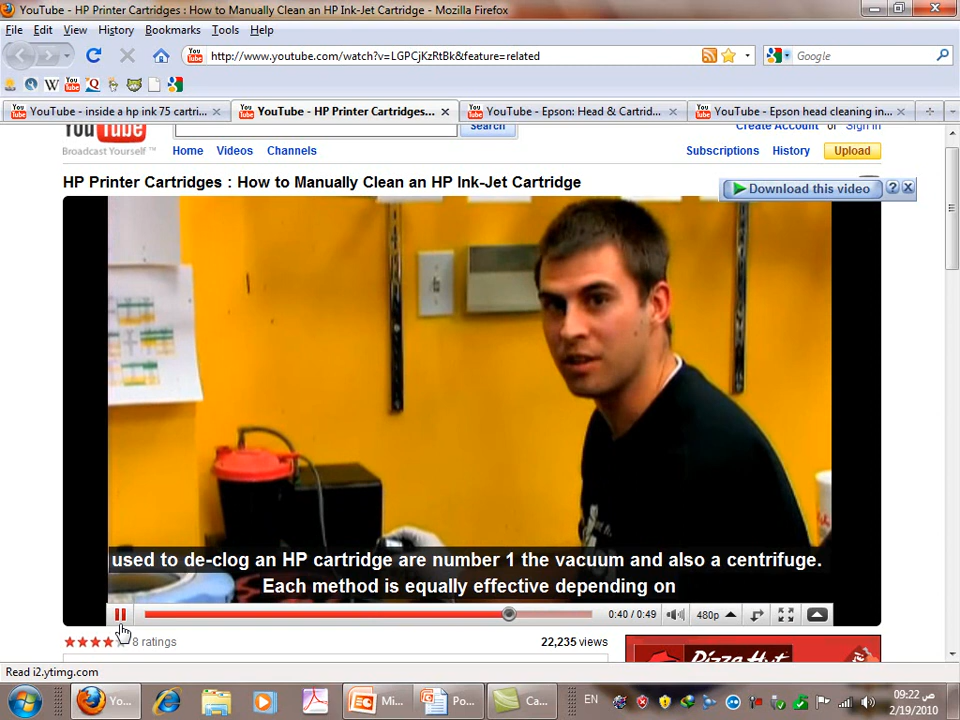 YouTube - HP Printer Cartridges : How to Manually Clean an HP Ink-Jet Cartridge - Mozilla Firefox
File Edit View History Bookmarks Tools Help
http://www.youtube.com/watch?v=LGPCjKzRtBk&feature=related
Google
YouTube - inside a hp ink 75 cartri...
YouTube - HP Printer Cartridges...
YouTube - Epson: Head & Cartrid...
YouTube - Epson head cleaning in...
YouTube
Search
Create Account or Sign In
Broadcast Yourself™
Home Videos Channels
Subscriptions History Upload
HP Printer Cartridges : How to Manually Clean an HP Ink-Jet Cartridge
Download this video
used to de-clog an HP cartridge are number 1 the vacuum and also a centrifuge.
Each method is equally effective depending on
0:40 / 0:49 480p
8 ratings
22,235 views
Pizza Hut
Read i2.ytimg.com
Yo...
Mi...
Po...
Ca...
EN
09:22 ص
2/19/2010